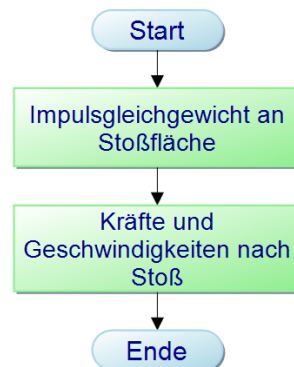 Start
Impulsgleichgewicht an
Stoßfläche
Kräfte und
Geschwindigkeiten nach
Stoß
Ende